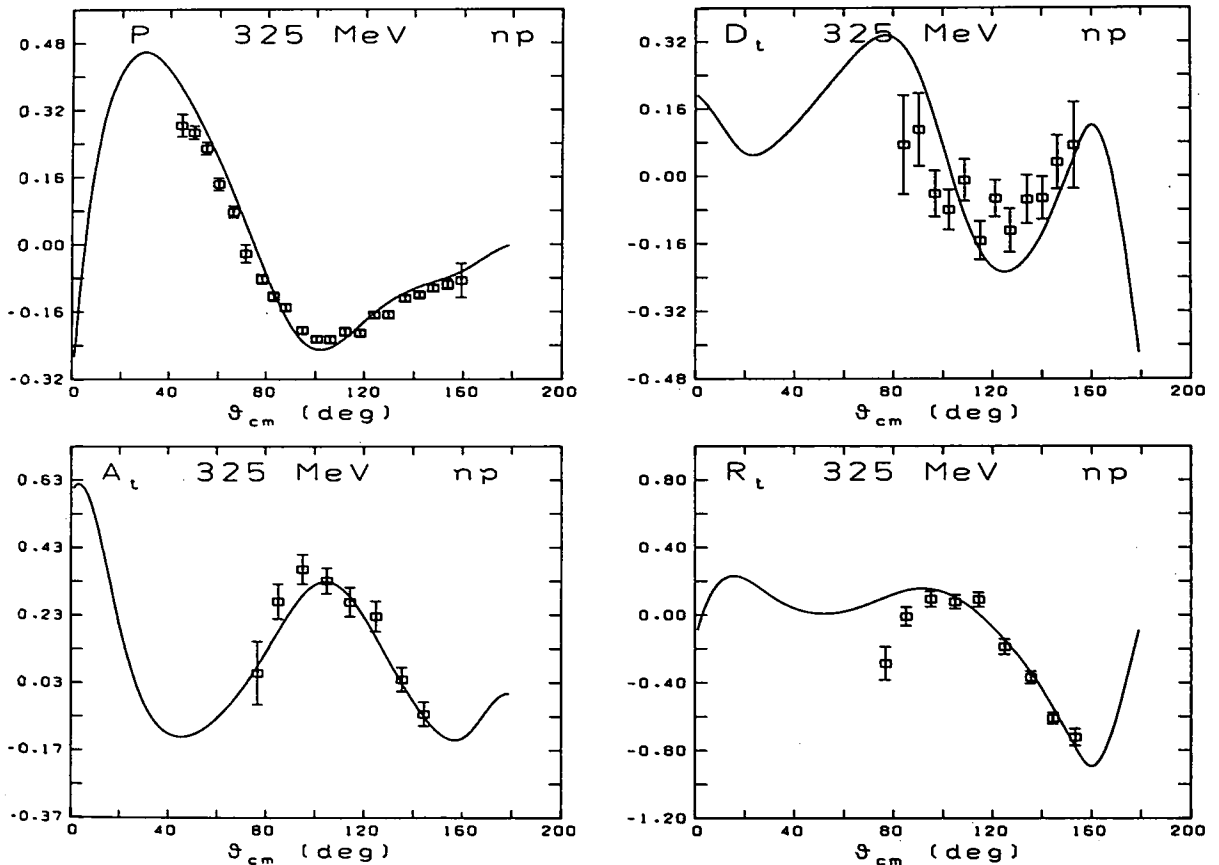 P 325 MeV np
0.48
0.32
0.16
0.00
-0.16
-0.32
0 40 80 120 160 200
ϑcm (deg)
Dt 325 MeV np
0.32
0.16
0.00
-0.16
-0.32
-0.48
0 40 80 120 160 200
ϑcm (deg)
At 325 MeV np
0.63
0.43
0.23
0.03
-0.17
-0.37
0 40 80 120 160 200
ϑcm (deg)
Rt 325 MeV np
0.80
0.40
0.00
-0.40
-0.80
-1.20
0 40 80 120 160 200
ϑcm (deg)